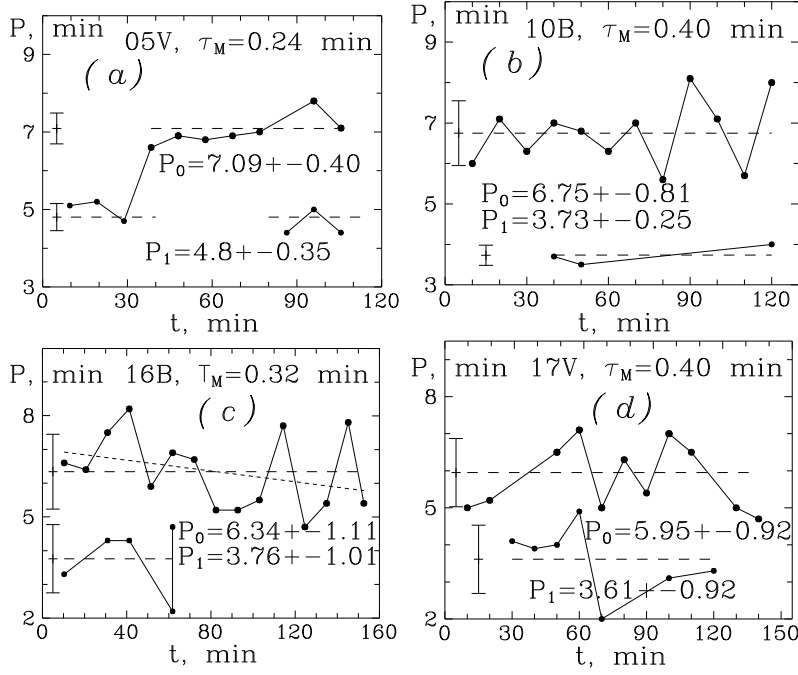 P, min 05V, τ_M=0.24 min
(a)
9
7
5
3
P₀=7.09+-0.40
P₁=4.8+-0.35
0 30 60 90 120
t, min
P, min 10B, τ_M=0.40 min
(b)
9
7
5
3
P₀=6.75+-0.81
P₁=3.73+-0.25
0 30 60 90 120
t, min
P, min 16B, T_M=0.32 min
(c)
8
5
2
P₀=6.34+-1.11
P₁=3.76+-1.01
0 40 80 120 160
t, min
P, min 17V, τ_M=0.40 min
(d)
8
5
2
P₀=5.95+-0.92
P₁=3.61+-0.92
0 30 60 90 120 150
t, min